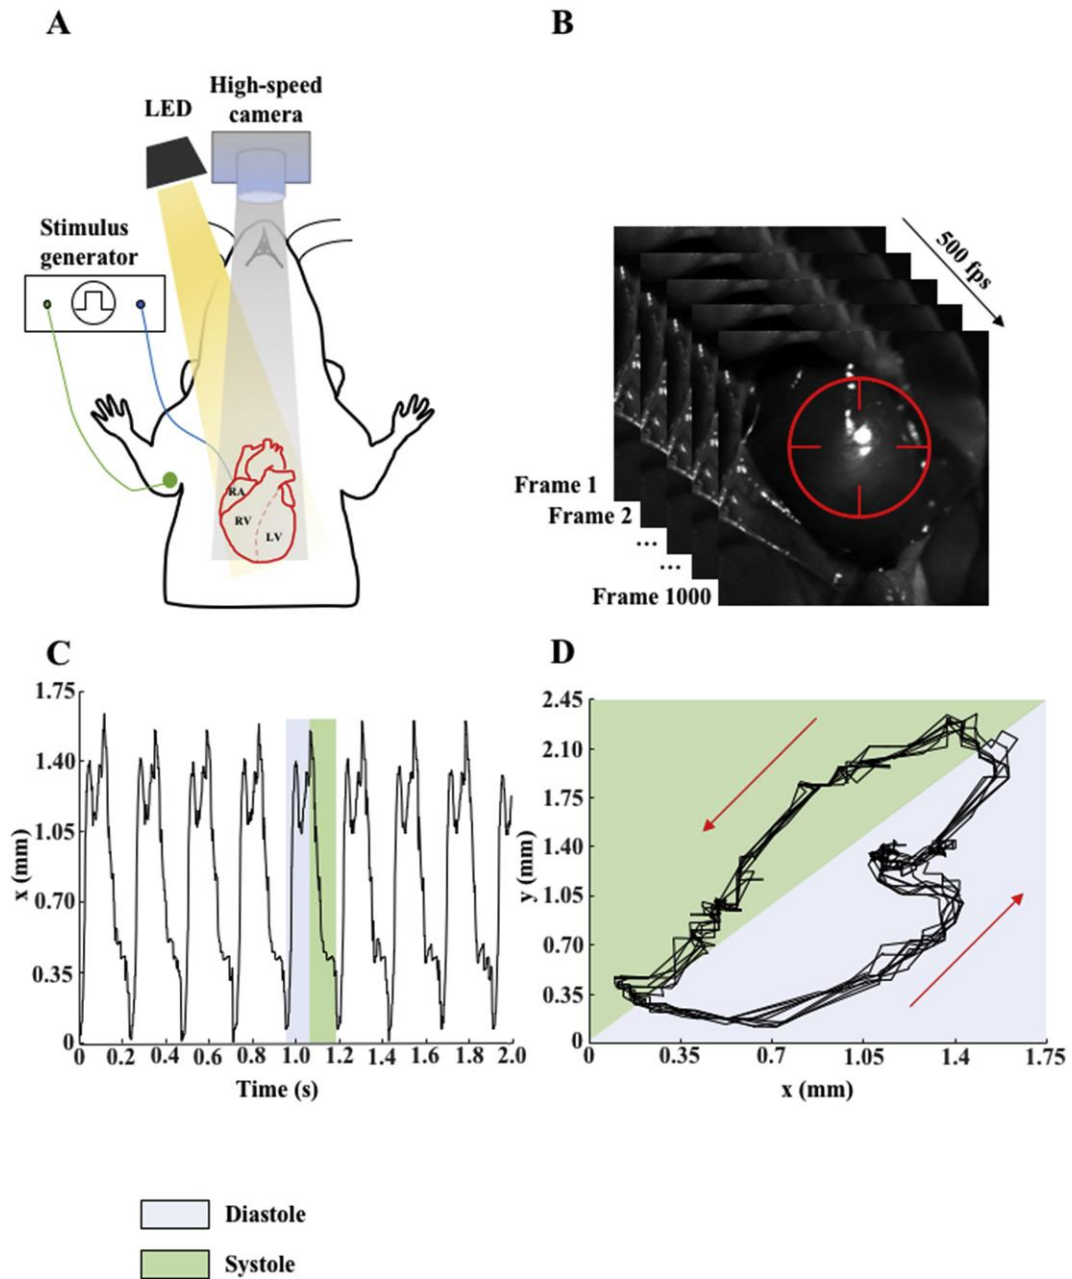 A
High-speed
camera
LED
Stimulus
generator
RA
RV
LV
B
500 fps
Frame 1
Frame 2
...
...
Frame 1000
C
1.75
1.40
1.05
0.70
0.35
0
x (mm)
0 0.2 0.4 0.6 0.8 1.0 1.2 1.4 1.6 1.8 2.0
Time (s)
D
2.45
2.10
1.75
1.40
1.05
0.70
0.35
0
y (mm)
0 0.35 0.7 1.05 1.4 1.75
x (mm)
Diastole
Systole